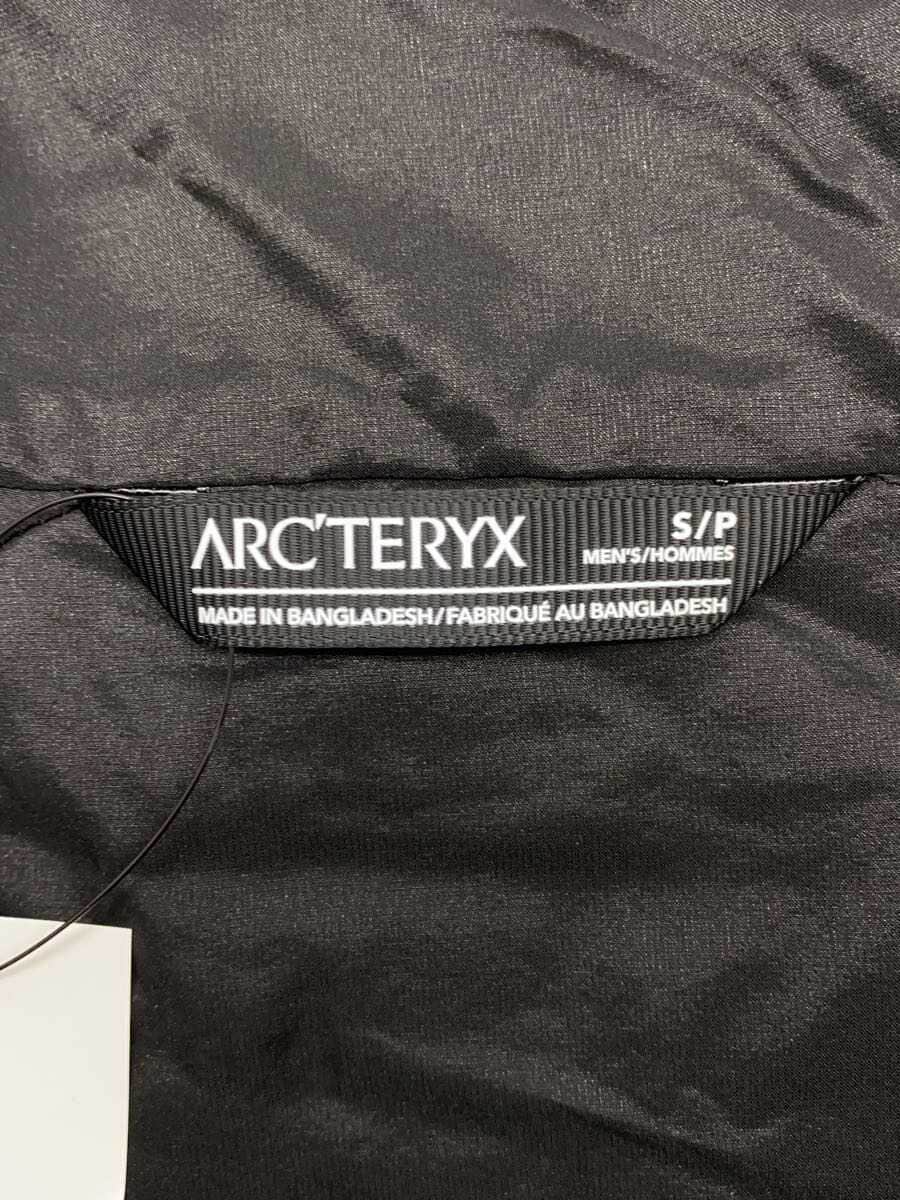 ARC'TERYX
S/P
MEN'S/HOMMES
MADE IN BANGLADESH/FABRIQUÉ AU BANGLADESH